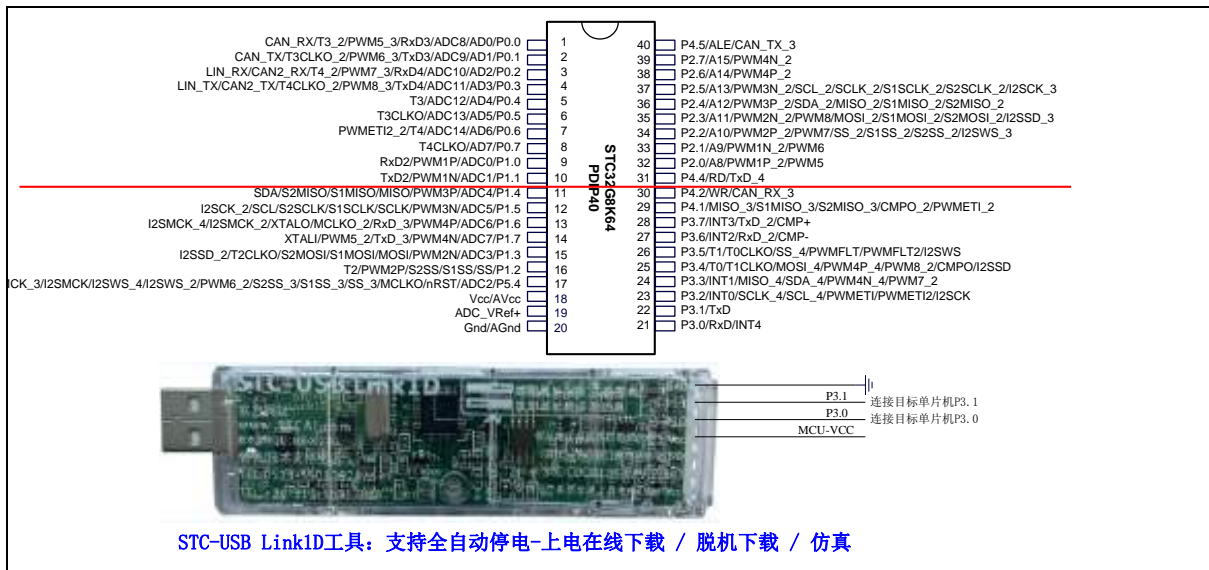 CAN_RX/T3_2/PWM5_3/RxD3/ADC8/AD0/P0.0 1
CAN_TX/T3CLKO_2/PWM6_3/TxD3/ADC9/AD1/P0.1 2
LIN_RX/CAN2_RX/T4_2/PWM7_3/RxD4/ADC10/AD2/P0.2 3
LIN_TX/CAN2_TX/T4CLKO_2/PWM8_3/TxD4/ADC11/AD3/P0.3 4
T3/ADC12/AD4/P0.4 5
T3CLKO/ADC13/AD5/P0.5 6
PWMETI2_2/T4/ADC14/AD6/P0.6 7
T4CLKO/AD7/P0.7 8
RxD2/PWM1P/ADC0/P1.0 9
TxD2/PWM1N/ADC1/P1.1 10
SDA/S2MISO/S1MISO/MISO/PWM3P/ADC4/P1.4 11
I2SCK_2/SCL/S2SCLK/S1SCLK/SCLK/PWM3N/ADC5/P1.5 12
I2SMCK_4/I2SMCK_2/XTALO/MCLKO_2/RxD_3/PWM4P/ADC6/P1.6 13
XTALI/PWM5_2/TxD_3/PWM4N/ADC7/P1.7 14
I2SSD_2/T2CLKO/S2MOSI/S1MOSI/MOSI/PWM2N/ADC3/P1.3 15
T2/PWM2P/S2SS/S1SS/SS/P1.2 16
ICK_3/I2SMCK/I2SWS_4/I2SWS_2/PWM6_2/S2SS_3/S1SS_3/SS_3/MCLKO/nRST/ADC2/P5.4 17
Vcc/AVcc 18
ADC_VRef+ 19
Gnd/AGnd 20
STC32G8K64
PDIP40
40 P4.5/ALE/CAN_TX_3
39 P2.7/A15/PWM4N_2
38 P2.6/A14/PWM4P_2
37 P2.5/A13/PWM3N_2/SCL_2/SCLK_2/S1SCLK_2/S2SCLK_2/I2SCK_3
36 P2.4/A12/PWM3P_2/SDA_2/MISO_2/S1MISO_2/S2MISO_2
35 P2.3/A11/PWM2N_2/PWM8/MOSI_2/S1MOSI_2/S2MOSI_2/I2SSD_3
34 P2.2/A10/PWM2P_2/PWM7/SS_2/S1SS_2/S2SS_2/I2SWS_3
33 P2.1/A9/PWM1N_2/PWM6
32 P2.0/A8/PWM1P_2/PWM5
31 P4.4/RD/TxD_4
30 P4.2/WR/CAN_RX_3
29 P4.1/MISO_3/S1MISO_3/S2MISO_3/CMPO_2/PWMETI_2
28 P3.7/INT3/TxD_2/CMP+
27 P3.6/INT2/RxD_2/CMP-
26 P3.5/T1/T0CLKO/SS_4/PWMFLT/PWMFLT2/I2SWS
25 P3.4/T0/T1CLKO/MOSI_4/PWM4P_4/PWM8_2/CMPO/I2SSD
24 P3.3/INT1/MISO_4/SDA_4/PWM4N_4/PWM7_2
23 P3.2/INT0/SCLK_4/SCL_4/PWMETI/PWMETI2/I2SCK
22 P3.1/TxD
21 P3.0/RxD/INT4
STC-USB Link1D
P3.1 连接目标单片机P3.1
P3.0 连接目标单片机P3.0
MCU-VCC
STC-USB Link1D工具: 支持全自动停电-上电在线下载 / 脱机下载 / 仿真